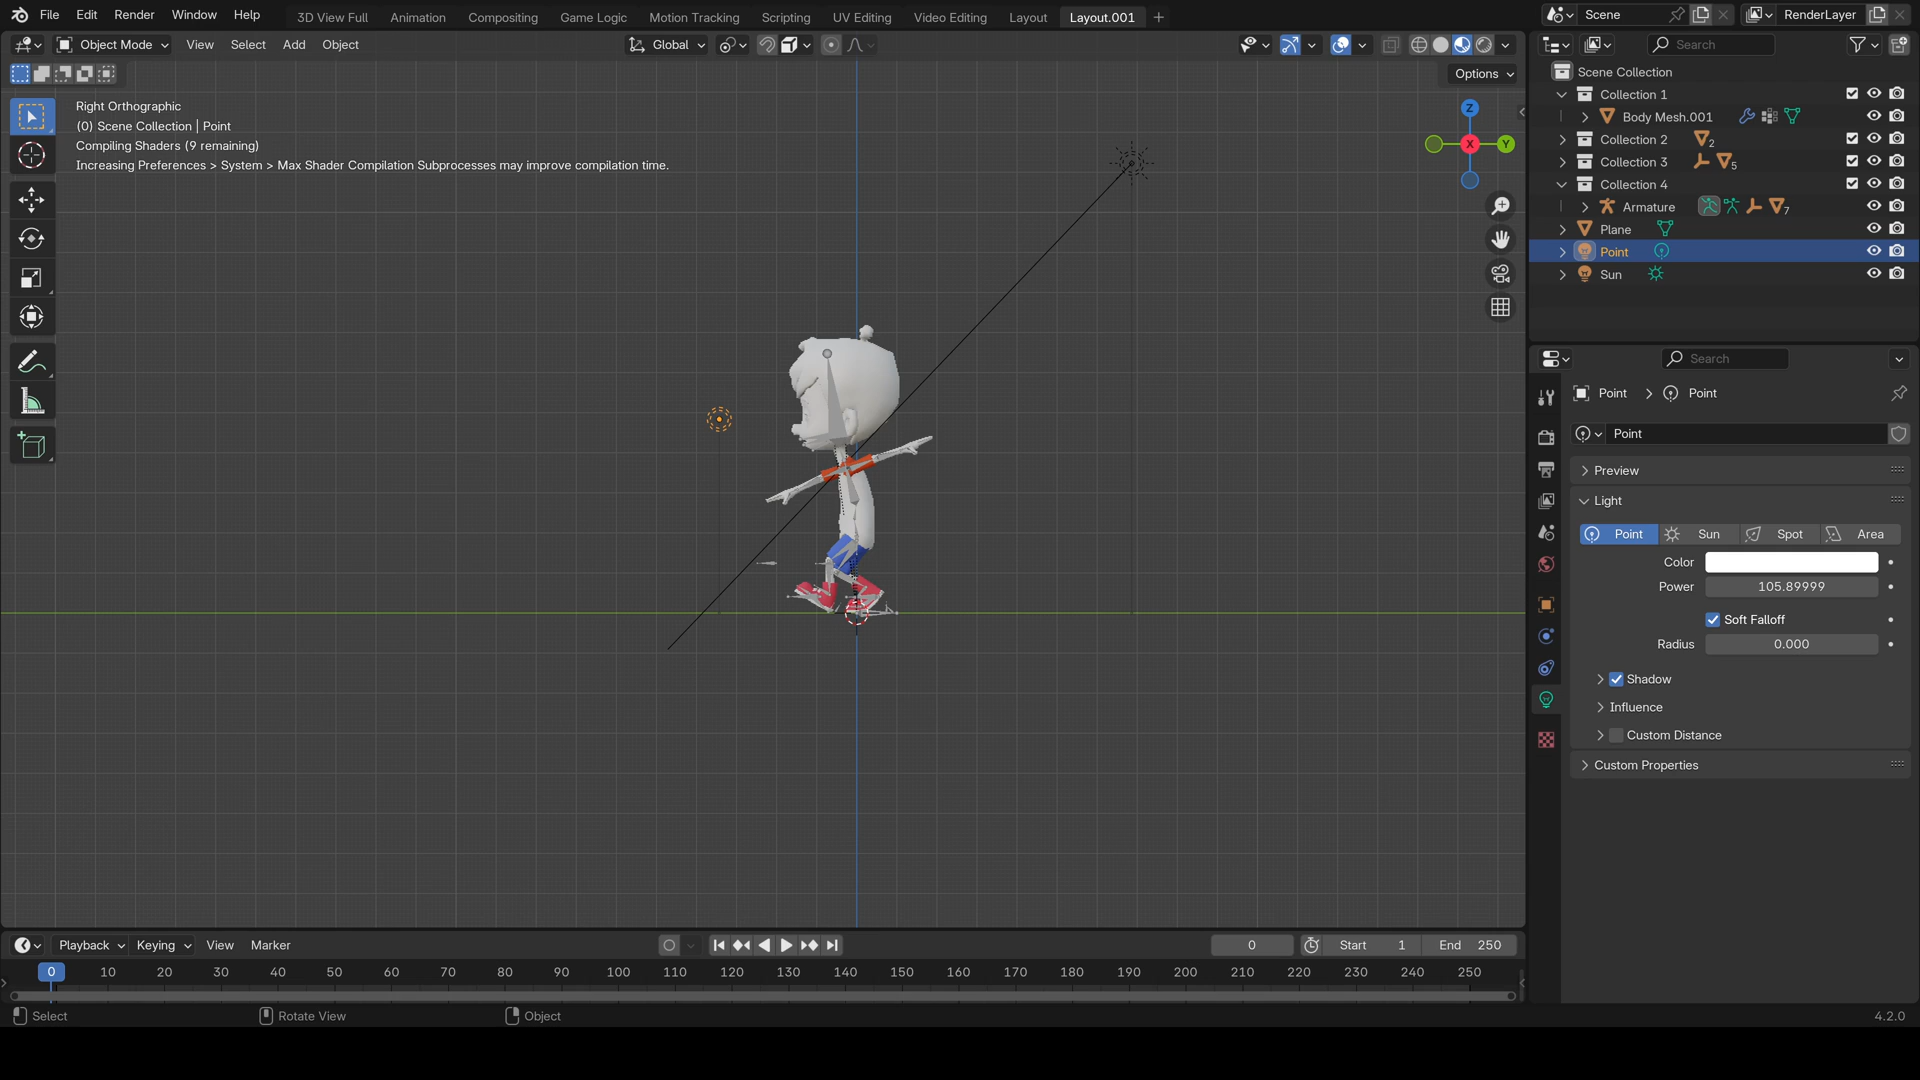 File Edit Render Window Help 3D View Full Animation Compositing Game Logic Motion Tracking Scripting UV Editing Video Editing Layout Layout.001 + Scene RenderLayer
Object Mode View Select Add Object Global Search
Options
Right Orthographic
(0) Scene Collection | Point
Compiling Shaders (9 remaining)
Increasing Preferences > System > Max Shader Compilation Subprocesses may improve compilation time.
Z
X
Y
Scene Collection
Collection 1
Body Mesh.001
Collection 2 2
Collection 3 5
Collection 4
Armature 7
Plane
Point
Sun
Search
Point > Point
Point
Preview
Light
Point Sun Spot Area
Color
Power 105.89999
Soft Falloff
Radius 0.000
Shadow
Influence
Custom Distance
Custom Properties
Playback Keying View Marker 0 Start 1 End 250
0 10 20 30 40 50 60 70 80 90 100 110 120 130 140 150 160 170 180 190 200 210 220 230 240 250
Select Rotate View Object 4.2.0